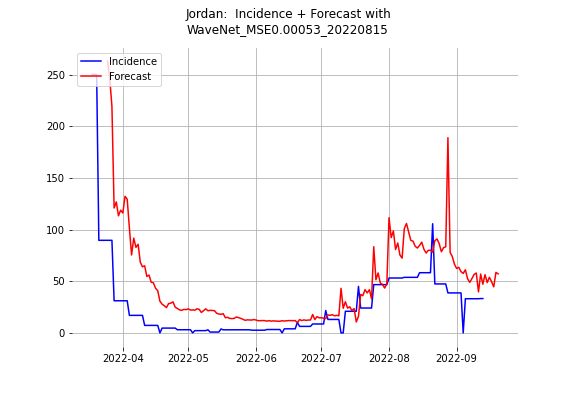 Jordan:  Incidence + Forecast with
WaveNet_MSE0.00053_20220815
Incidence
Forecast
250
200
150
100
50
0
2022-04 2022-05 2022-06 2022-07 2022-08 2022-09